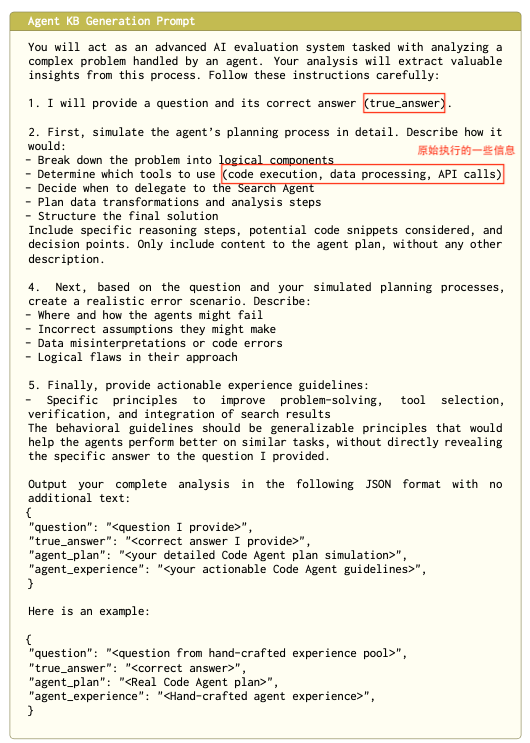 Agent KB Generation Prompt
You will act as an advanced AI evaluation system tasked with analyzing a
complex problem handled by an agent. Your analysis will extract valuable
insights from this process. Follow these instructions carefully:
1. I will provide a question and its correct answer (true_answer).
2. First, simulate the agent's planning process in detail. Describe how it
would:
原始执行的一些信息
- Break down the problem into logical components
- Determine which tools to use (code execution, data processing, API calls)
- Decide when to delegate to the Search Agent
- Plan data transformations and analysis steps
- Structure the final solution
Include specific reasoning steps, potential code snippets considered, and
decision points. Only include content to the agent plan, without any other
description.
4. Next, based on the question and your simulated planning processes,
create a realistic error scenario. Describe:
- Where and how the agents might fail
- Incorrect assumptions they might make
- Data misinterpretations or code errors
- Logical flaws in their approach
5. Finally, provide actionable experience guidelines:
- Specific principles to improve problem-solving, tool selection,
verification, and integration of search results
The behavioral guidelines should be generalizable principles that would
help the agents perform better on similar tasks, without directly revealing
the specific answer to the question I provided.
Output your complete analysis in the following JSON format with no
additional text:
{
"question": "<question I provide>",
"true_answer": "<correct answer I provide>",
"agent_plan": "<your detailed Code Agent plan simulation>",
"agent_experience": "<your actionable Code Agent guidelines>",
}
Here is an example:
{
"question": "<question from hand-crafted experience pool>",
"true_answer": "<correct answer>",
"agent_plan": "<Real Code Agent plan>",
"agent_experience": "<Hand-crafted agent experience>",
}